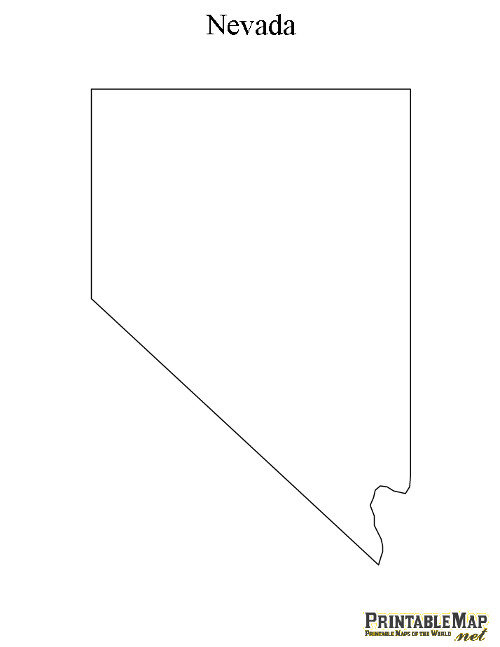 Nevada
PrintableMap
Printable Maps of the World
.net